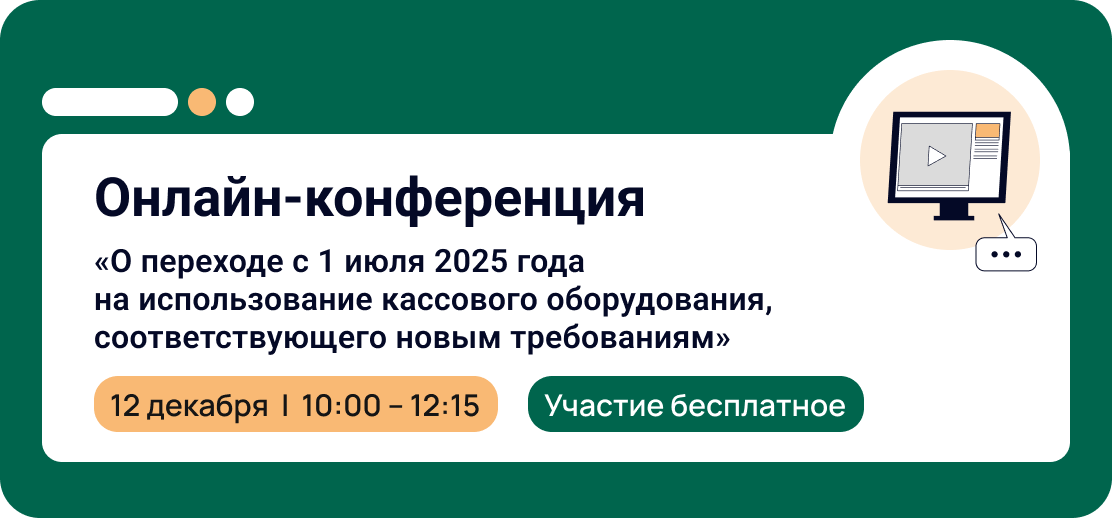 Онлайн-конференция
«О переходе с 1 июля 2025 года
на использование кассового оборудования,
соответствующего новым требованиям»
12 декабря | 10:00 – 12:15
Участие бесплатное